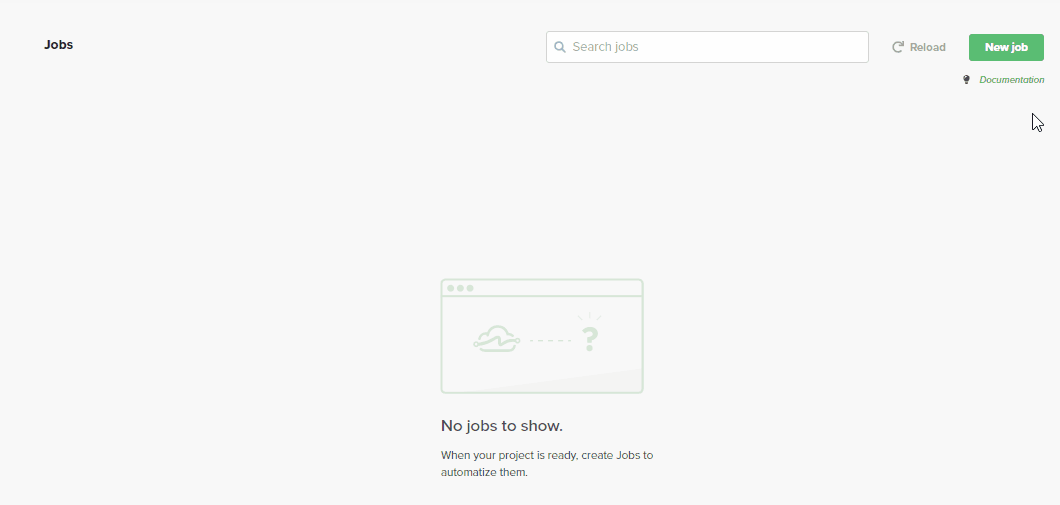 Jobs
Search jobs
Reload
New job
Documentation
?
No jobs to show.
When your project is ready, create Jobs to
automatize them.